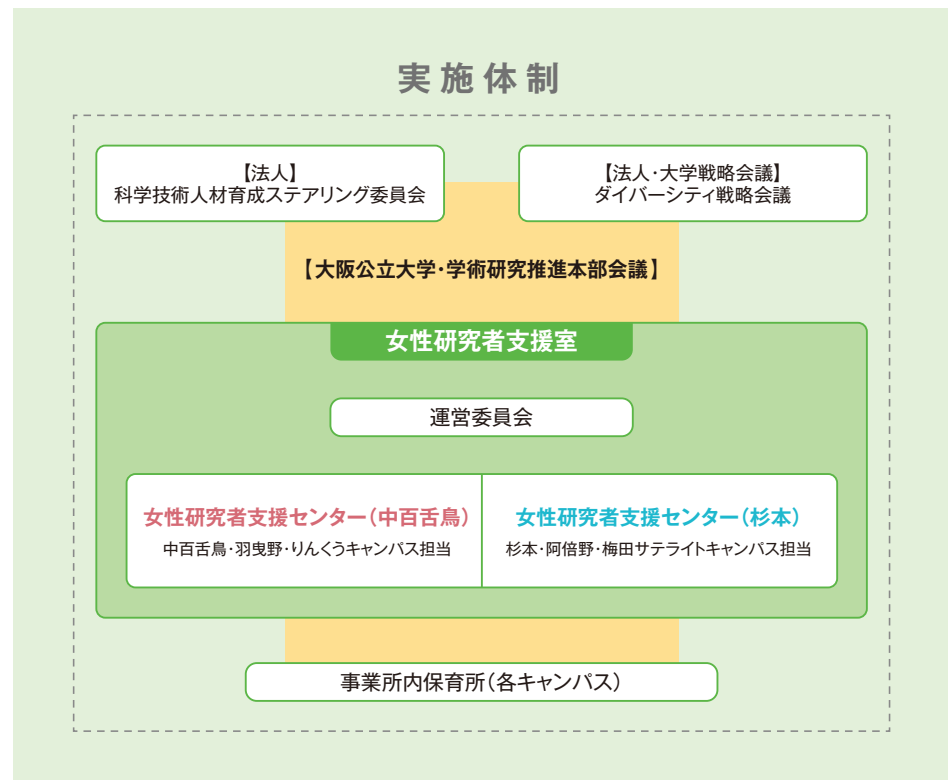 実施体制
【法人】
科学技術人材育成ステアリング委員会
【法人・大学戦略会議】
ダイバーシティ戦略会議
【大阪公立大学・学術研究推進本部会議】
女性研究者支援室
運営委員会
女性研究者支援センター（中百舌鳥）
中百舌鳥・羽曳野・りんくうキャンパス担当
女性研究者支援センター（杉本）
杉本・阿倍野・梅田サテライトキャンパス担当
事業所内保育所（各キャンパス）